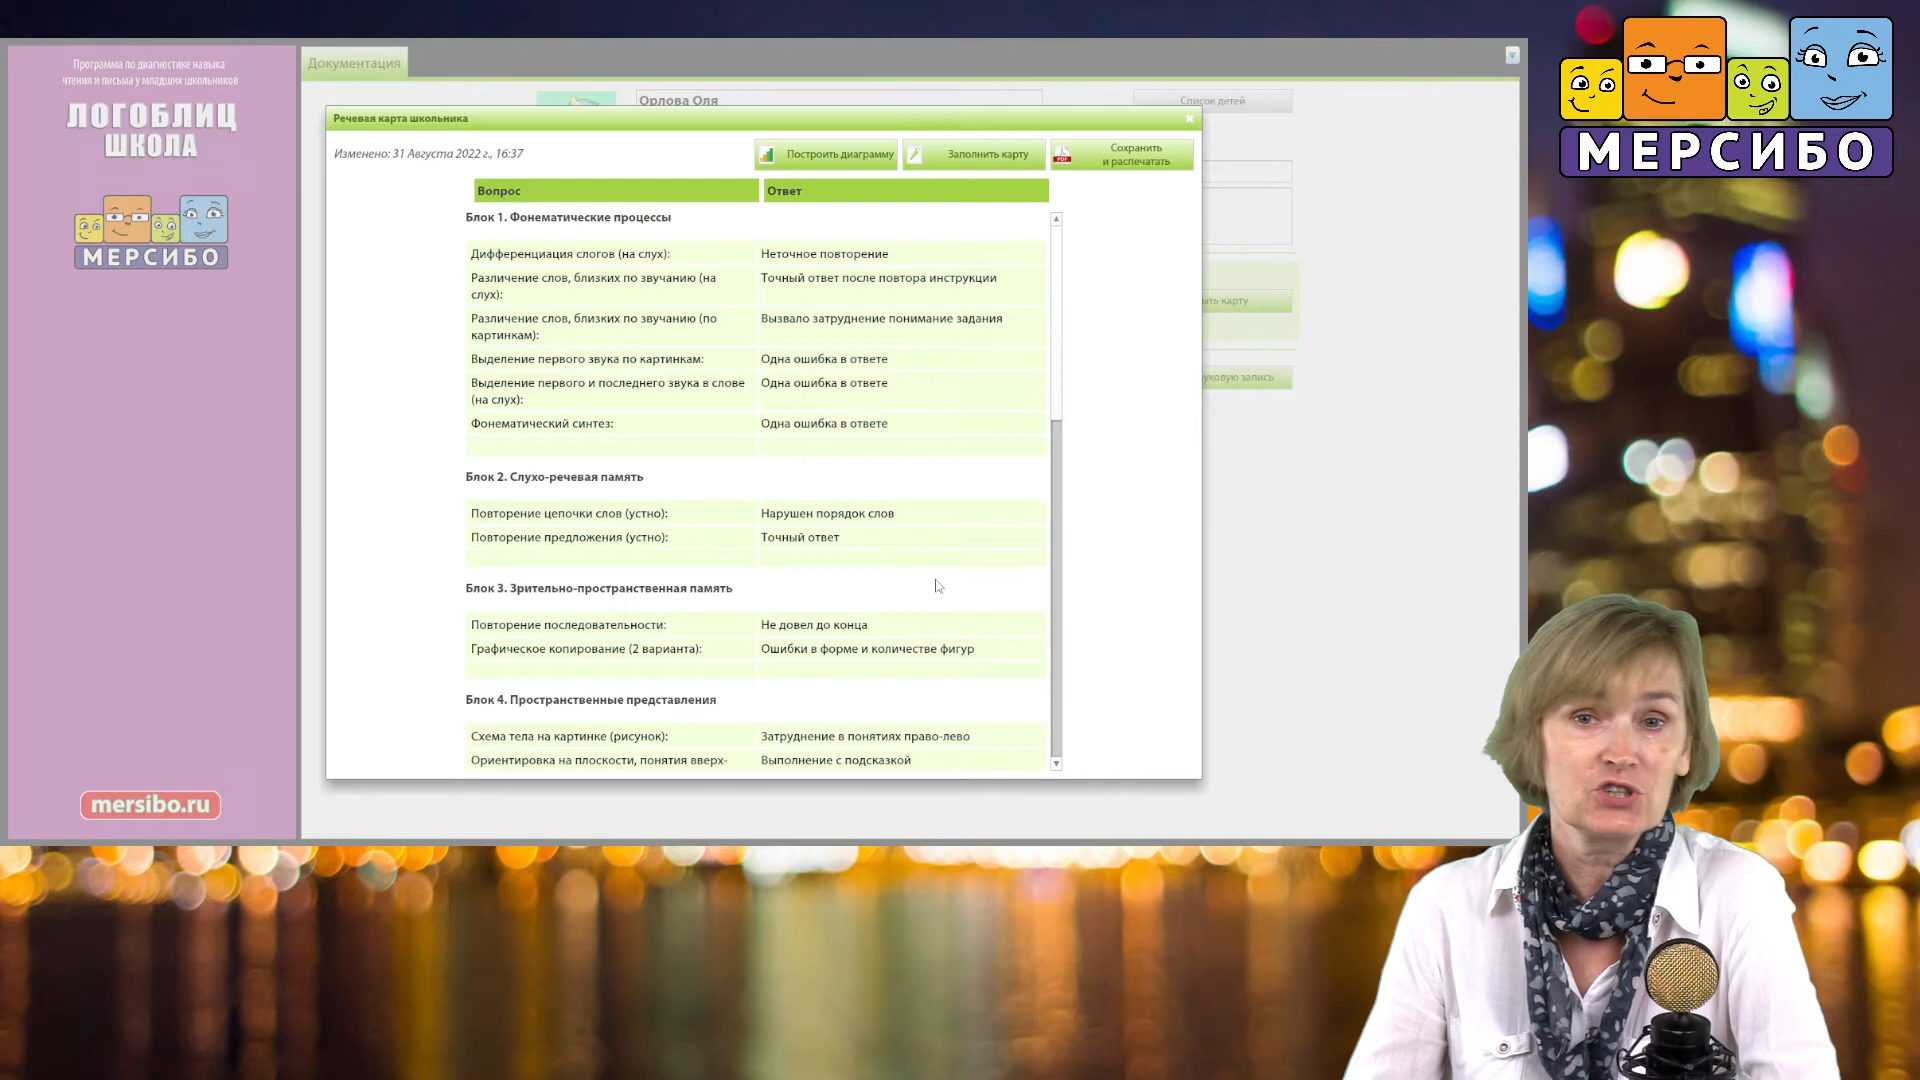 Программа по диагностике навыка
чтения и письма у младших школьников
ЛОГОБЛИЦ
ШКОЛА
МЕРСИБО
mersibo.ru
Документация
Орлова Оля
Список детей
Речевая карта школьника
Изменено: 31 Августа 2022 г., 16:37
Построить диаграмму
Заполнить карту
Сохранить
и распечатать
PDF
Вопрос Ответ
Блок 1. Фонематические процессы
Дифференциация слогов (на слух): Неточное повторение
Различение слов, близких по звучанию (на Точный ответ после повтора инструкции
слух):
Различение слов, близких по звучанию (по Вызвало затруднение понимание задания
картинкам):
Выделение первого звука по картинкам: Одна ошибка в ответе
Выделение первого и последнего звука в слове Одна ошибка в ответе
(на слух):
Фонематический синтез: Одна ошибка в ответе
Блок 2. Слухо-речевая память
Повторение цепочки слов (устно): Нарушен порядок слов
Повторение предложения (устно): Точный ответ
Блок 3. Зрительно-пространственная память
Повторение последовательности: Не довел до конца
Графическое копирование (2 варианта): Ошибки в форме и количестве фигур
Блок 4. Пространственные представления
Схема тела на картинке (рисунок): Затруднение в понятиях право-лево
Ориентировка на плоскости, понятия вверх- Выполнение с подсказкой
ыть карту
уковую запись
МЕРСИБО